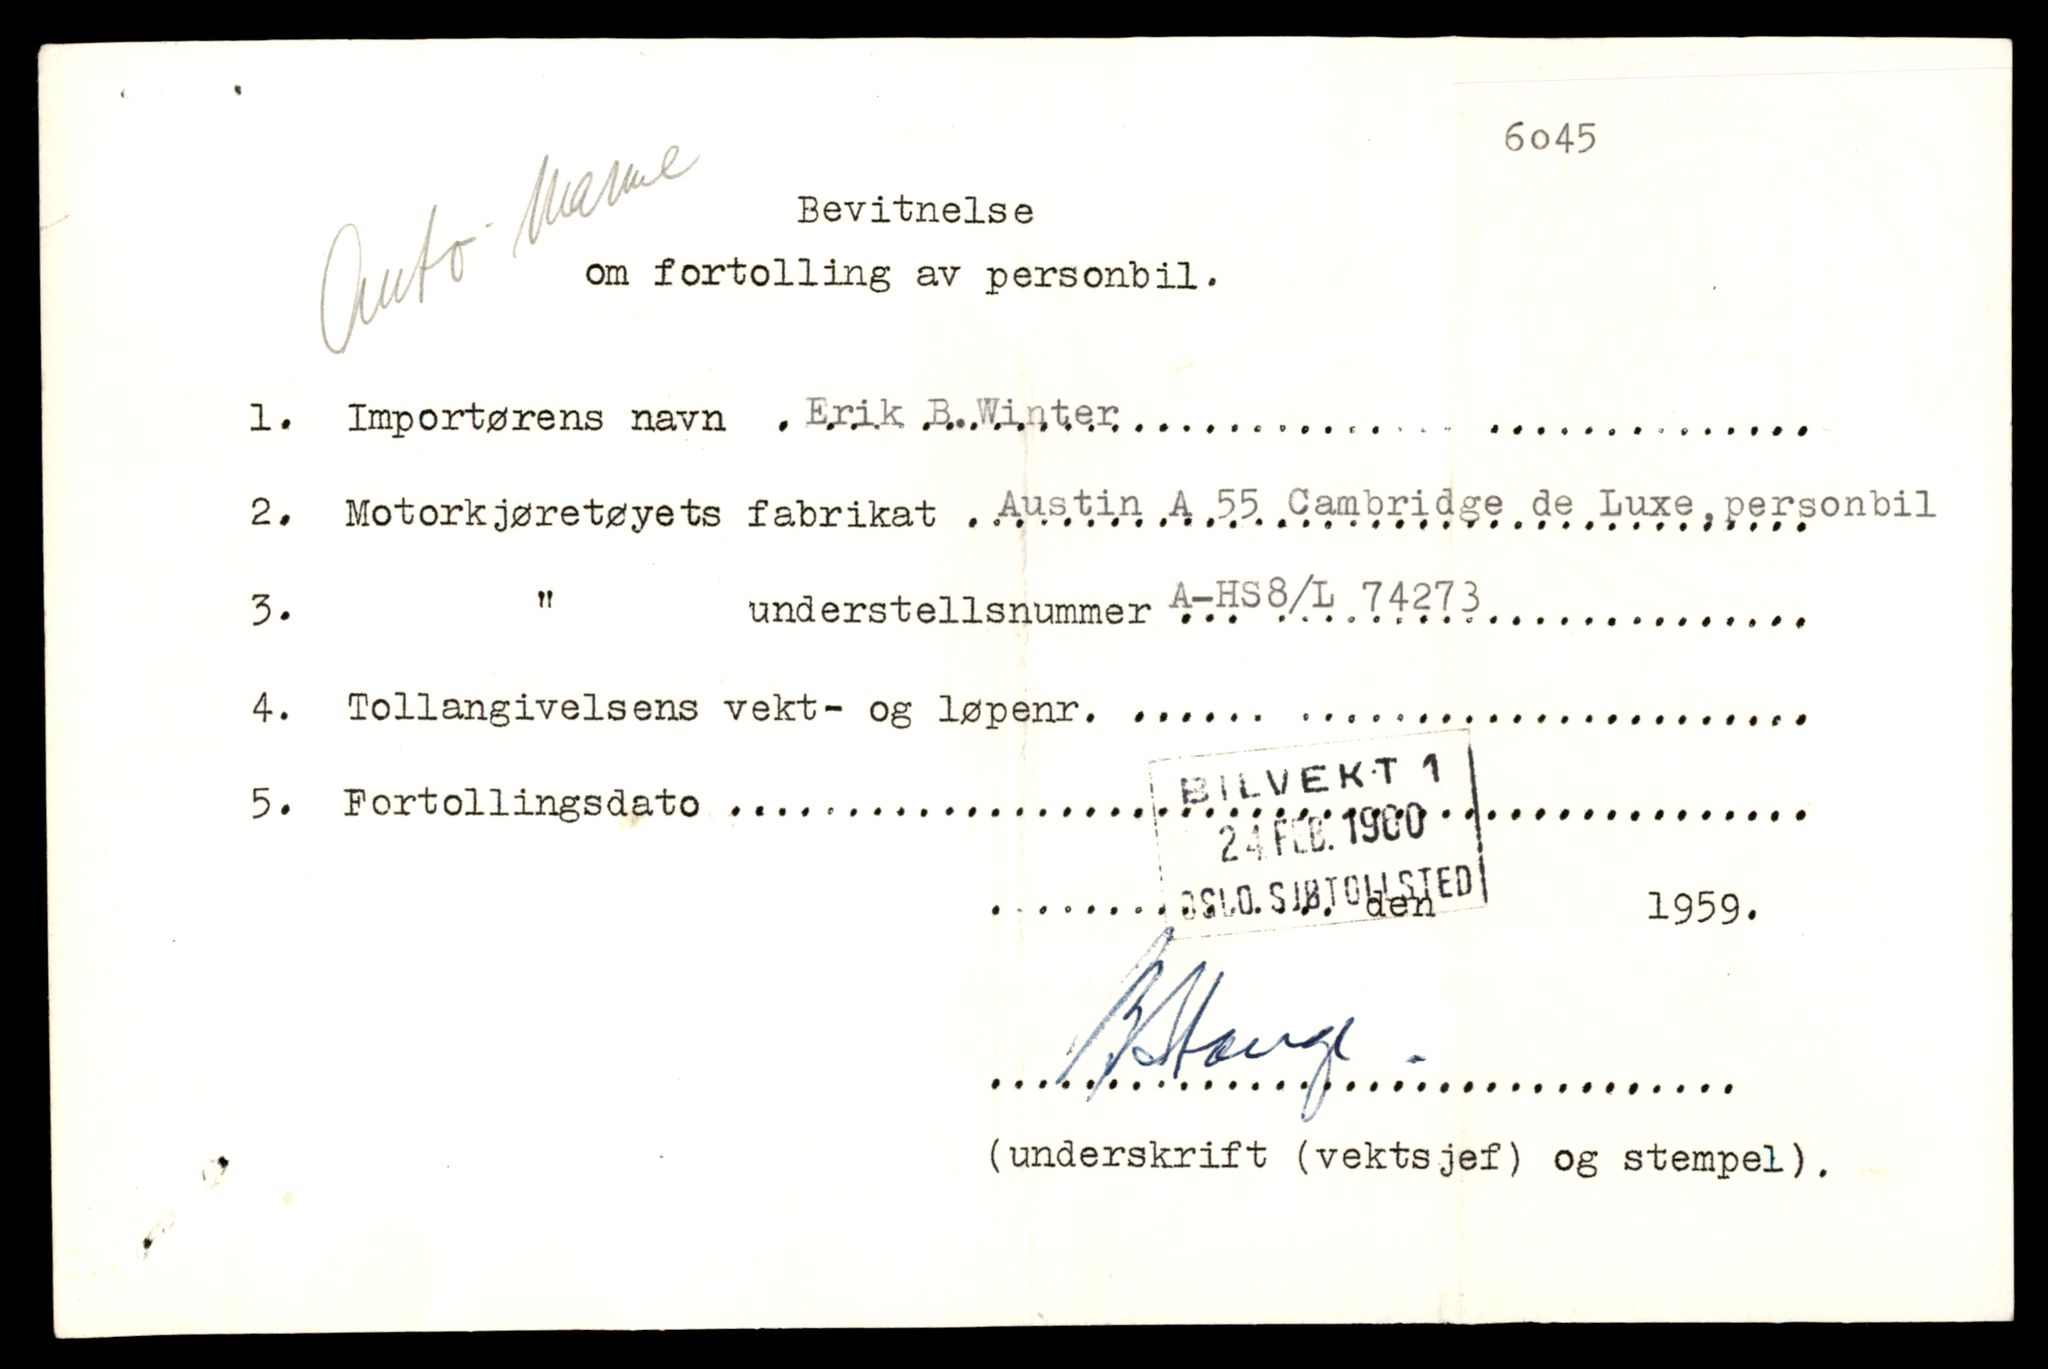 6o45
Auto-Marine
Bevitnelse
om fortolling av personbil.
1. Importørens navn . Erik B. Winter
2. Motorkjøretøyets fabrikat . Austin A 55 Cambridge de Luxe, personbil
3. " understellsnummer A-HS8/L 74273
4. Tollangivelsens vekt- og løpenr. ....................
5. Fortollingsdato ....................
BILVEKT 1
24 FEB. 1960
OSLO. SJØTOLLSTED
.............. den 1959.
(underskrift (vektsjef) og stempel).